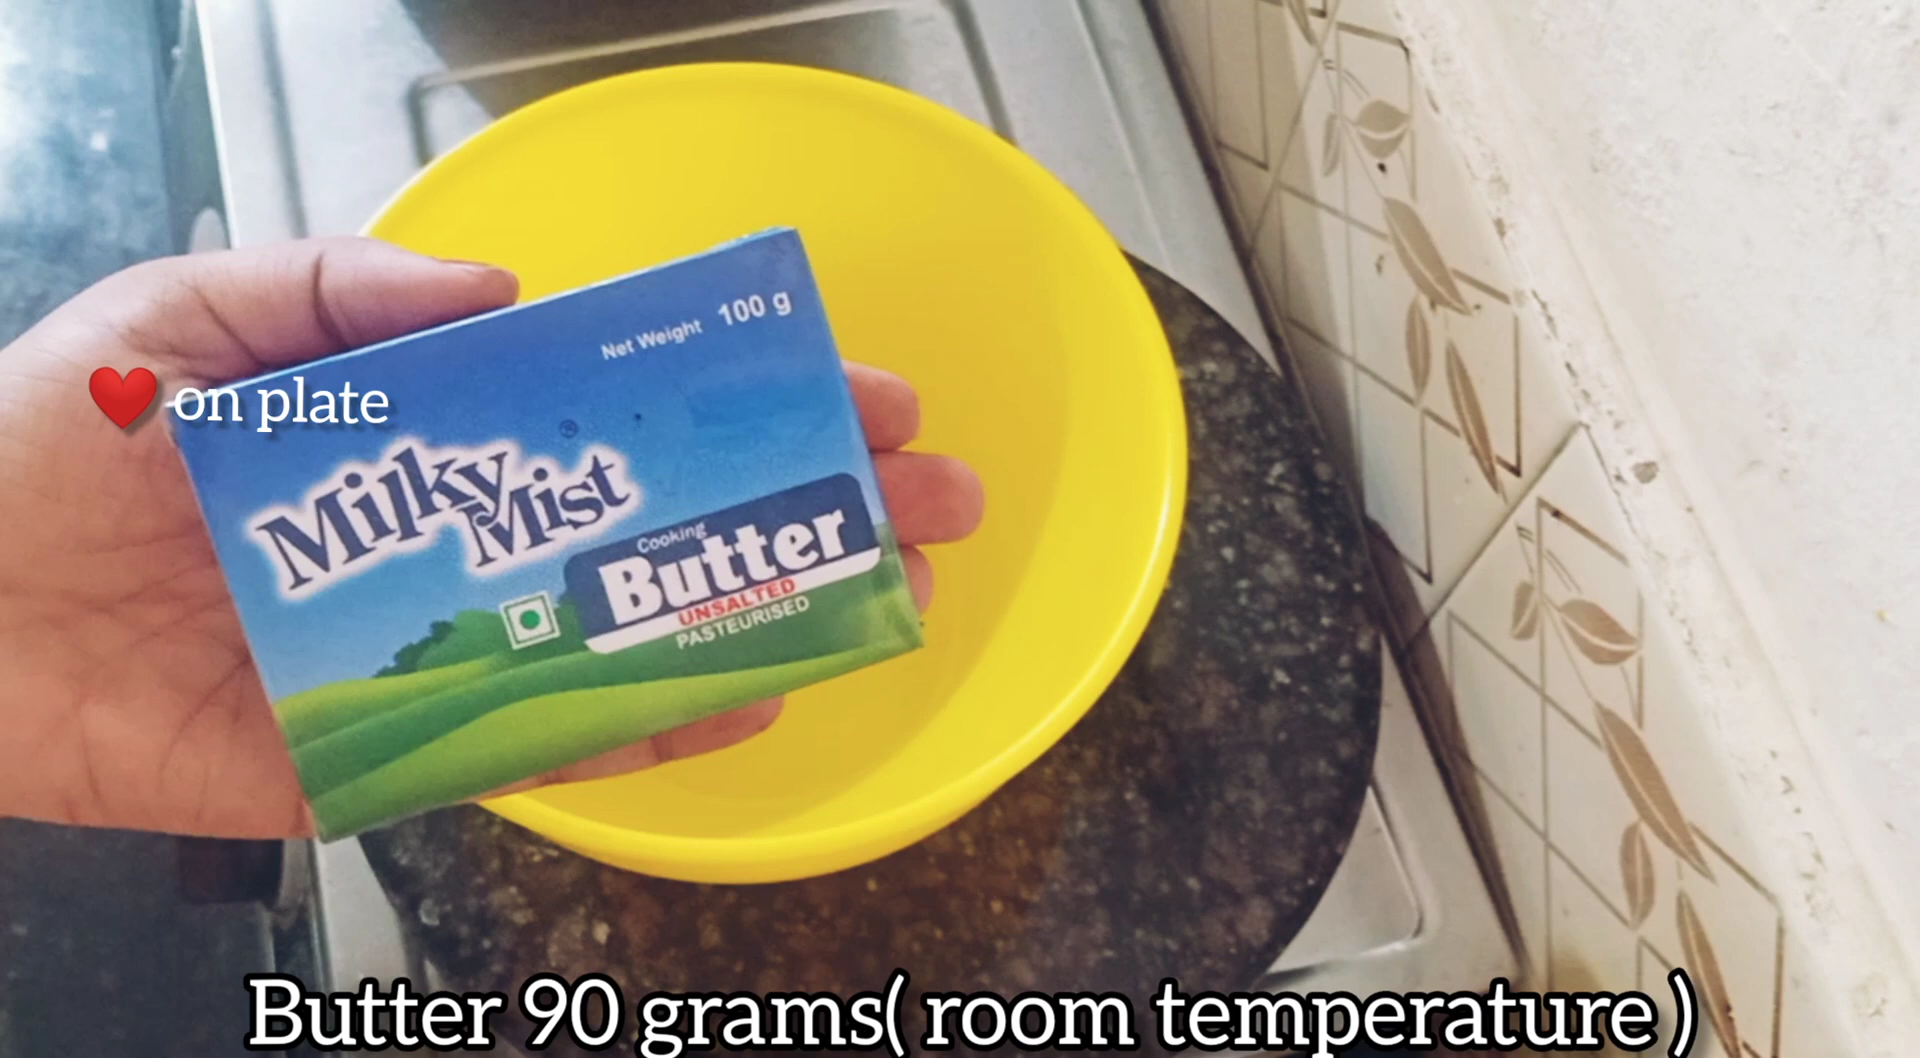 Net Weight 100 g
❤️ on plate
Milky
Mist
®
Cooking
Butter
UNSALTED
PASTEURISED
Butter 90 grams( room temperature )